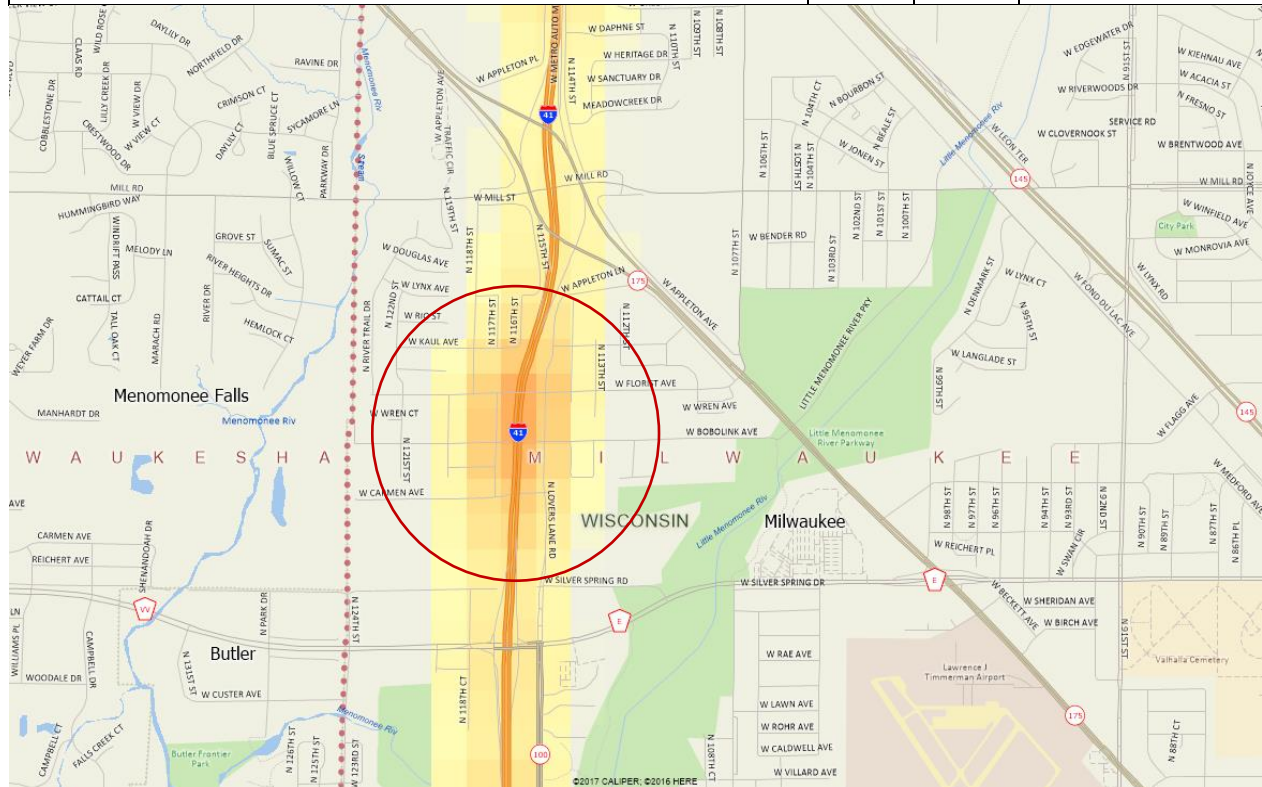 DAYLILY DR
WILD ROSE
CLAAS RD
LILLY CREEK DR
NORTHFIELD DR
RAVINE DR
Menomonee Riv
W APPLETON PL
W METRO AUTO M
N 114TH ST
W DAPHNE ST
W HERITAGE DR
W SANCTUARY DR
MEADOWCREEK DR
N 110TH ST
N 109TH ST
N 108TH ST
W EDGEWATER DR
N 91ST ST
W KIEHNAU AVE
W ACACIA ST
N FRESNO ST
W RIVERWOODS DR
SERVICE RD
W CLOVERNOOK ST
W BRENTWOOD AVE
COBBLESTONE DR
CRESTWOOD DR
W VIEW DR
W VIEW CT
CRIMSON CT
DAYLILY CT
BLUE SPRUCE CT
SYCAMORE LN
WILLOW CT
PARKWAY DR
W APPLETON AVE
TRAFFIC CIR
N 119TH ST
41
N 104TH CT
N BOURBON ST
N BEALE ST
W JONEN ST
N 106TH ST
N 105TH ST
N 104TH ST
Little Menomonee Riv
W LEON TER
145
MILL RD
HUMMINGBIRD WAY
W MILL RD
W MILL ST
N 118TH ST
N 115TH ST
W MILL RD
N JOYCE AVE
W WINFIELD AVE
City Park
W MONROVIA AVE
WINDRIFT PASS
MELODY LN
GROVE ST
SUMAC ST
RIVER HEIGHTS DR
W DOUGLAS AVE
N 107TH ST
W BENDER RD
N 103RD ST
N 102ND ST
N 101ST ST
N 100TH ST
CATTAIL CT
TALL OAK CT
RIVER DR
HEMLOCK CT
MARACH RD
WEYER FARM DR
N RIVER TRAIL DR
N 122ND ST
W LYNX AVE
W RIO ST
W KAUL AVE
N 117TH ST
N 116TH ST
W APPLETON LN
175
W APPLETON AVE
N 112TH ST
N 113TH ST
W FLORIST AVE
LITTLE MENOMONEE RIVER PKY
N DENMARK ST
W LYNX CT
N 95TH ST
W LANGLADE ST
N 99TH ST
W FOND DU LAC AVE
W LYNX RD
W FLAGG AVE
145
Menomonee Falls
MANHARDT DR
Menomonee Riv
W WREN CT
N 121ST ST
41
W WREN AVE
W BOBOLINK AVE
Little Menomonee
River Parkway
WAUKESHA
MILWAUKEE
W CARMEN AVE
N LOVERS LANE RD
WISCONSIN
Little Menomonee Riv
Milwaukee
N 98TH ST
N 97TH ST
N 96TH ST
N 94TH ST
N 93RD ST
N 92ND ST
W SWAN CIR
W REICHERT PL
N 90TH ST
N 89TH ST
N 87TH ST
N 86TH PL
W MEDFORD AVE
AVE
CARMEN AVE
REICHERT AVE
SHENANDOAH DR
VV
W SILVER SPRING RD
W SILVER SPRING DR
E
E
W BECKETT AVE
W SHERIDAN AVE
W BIRCH AVE
N 91ST ST
Valhalla Cemetery
LN
WILLIAMS PL
CAMPBELL DR
WOODALE DR
N PARK DR
N 124TH ST
Butler
N 131ST ST
W CUSTER AVE
Menomonee Riv
N 118TH CT
W RAE AVE
Lawrence J
Timmerman Airport
W LAWN AVE
W ROHR AVE
W CALDWELL AVE
W VILLARD AVE
N 108TH CT
175
N 88TH CT
CAMPBELL CT
FALLS CREEK CT
Butler Frontier
Park
N 126TH ST
N 125TH ST
W 123RD ST
100
©2017 CALIPER; ©2016 HERE